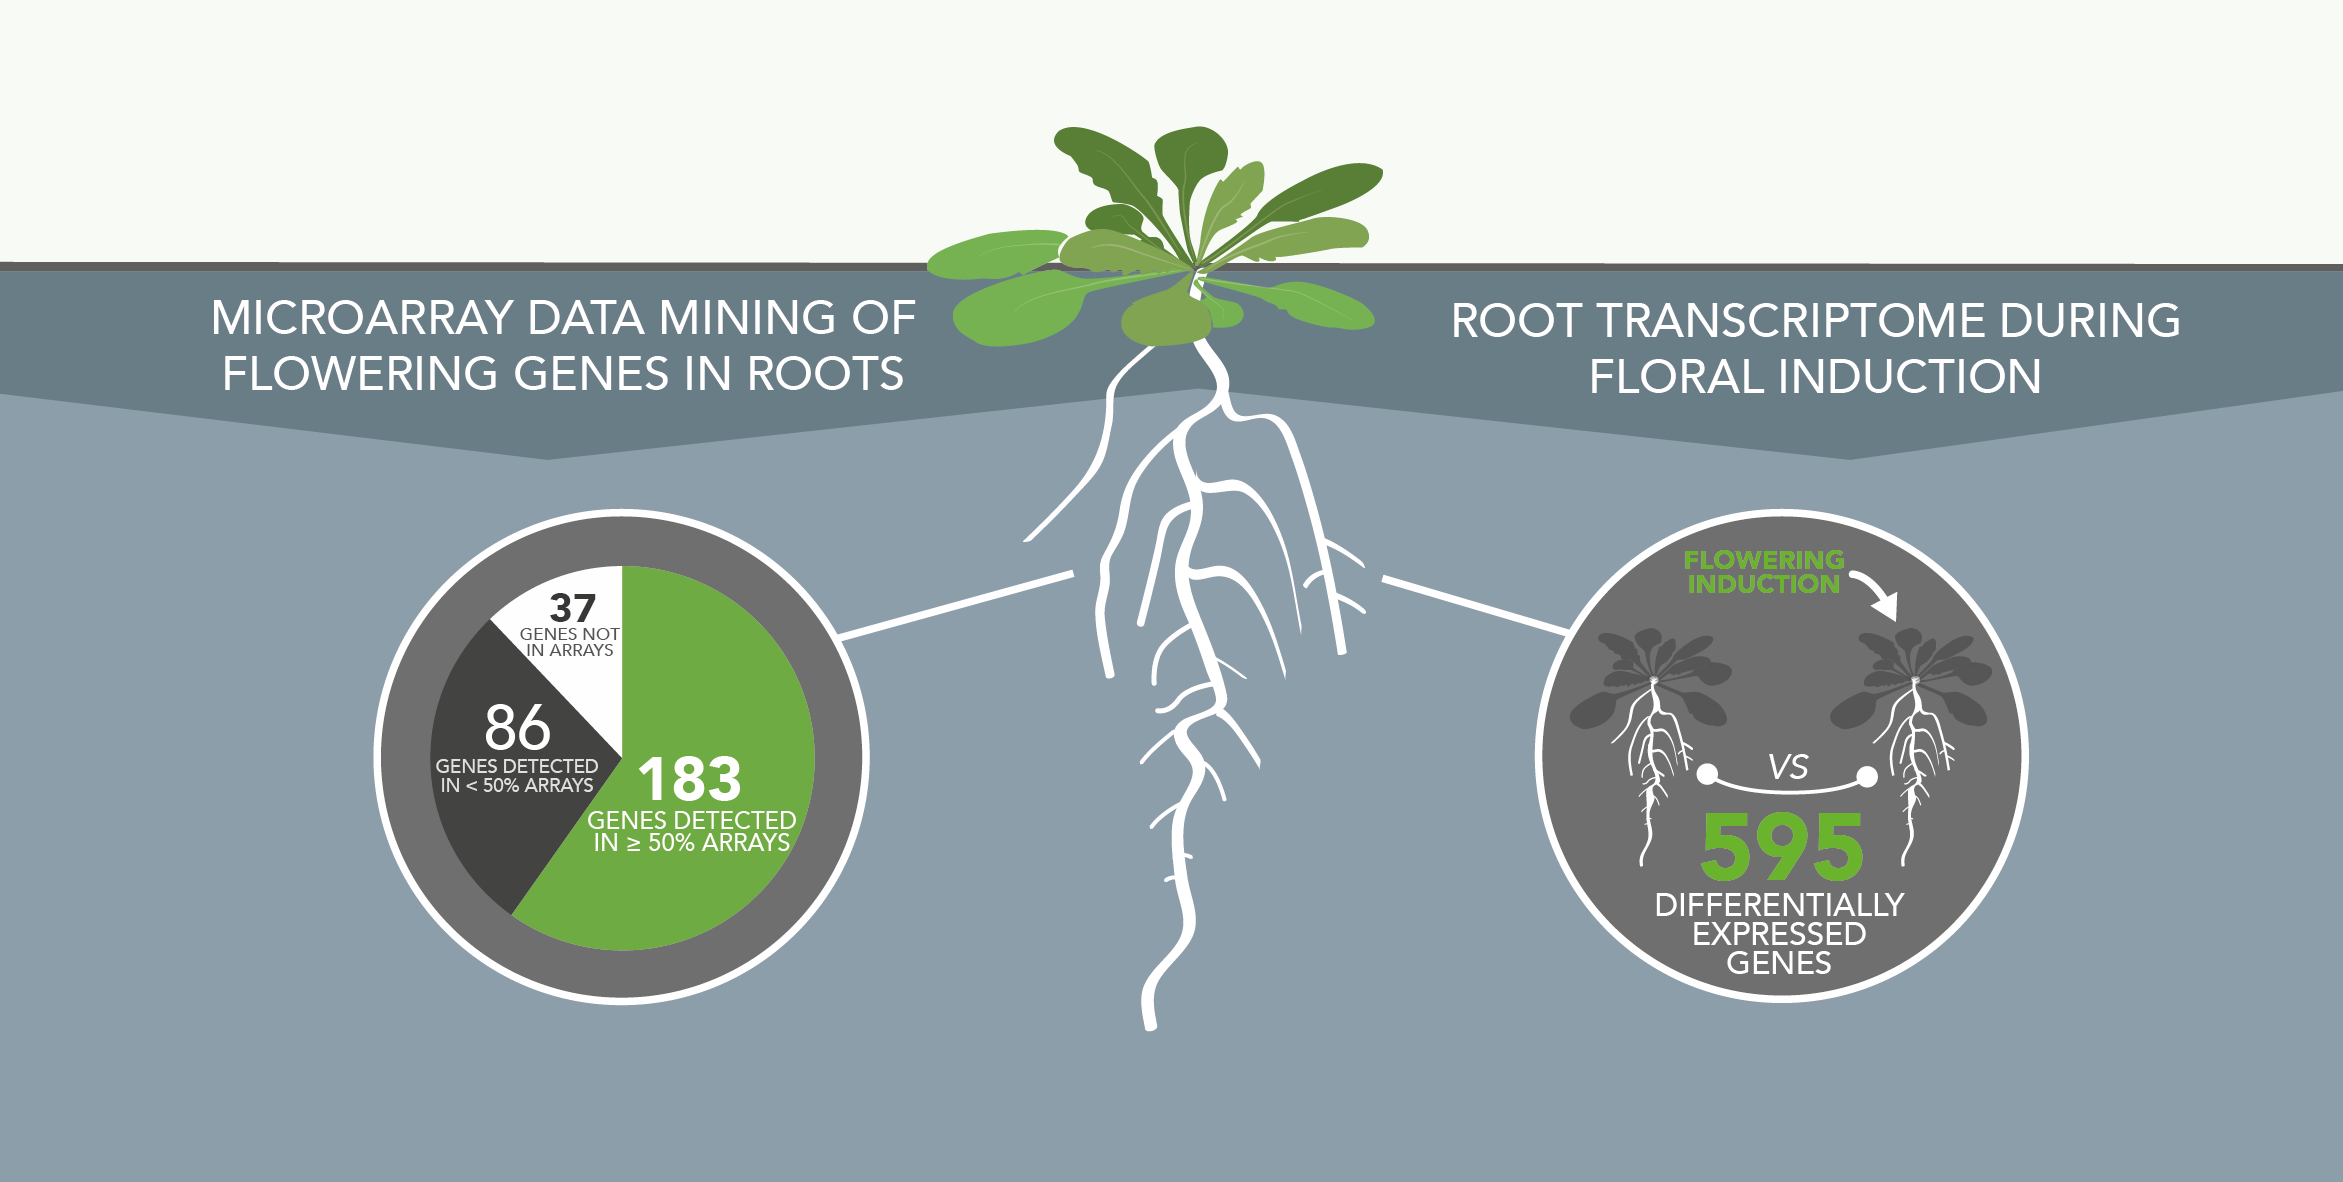 MICROARRAY DATA MINING OF
FLOWERING GENES IN ROOTS
ROOT TRANSCRIPTOME DURING
FLORAL INDUCTION
37
GENES NOT
IN ARRAYS
86
GENES DETECTED
IN < 50% ARRAYS
183
GENES DETECTED
IN ≥ 50% ARRAYS
FLOWERING
INDUCTION
VS
595
DIFFERENTIALLY
EXPRESSED
GENES